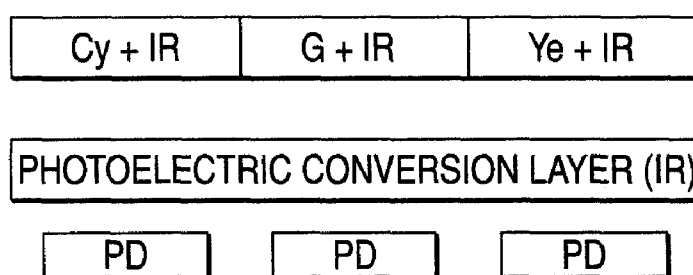 Cy + IR G + IR Ye + IR
PHOTOELECTRIC CONVERSION LAYER (IR)
PD PD PD